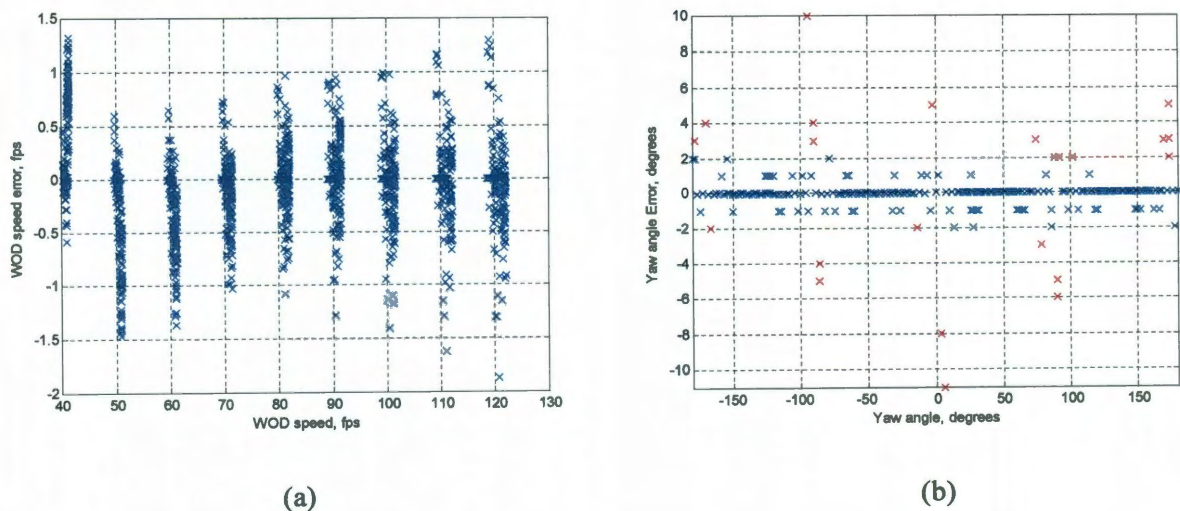 1.5
1
0.5
0
-0.5
-1
-1.5
-2
WOD speed error, fps
40 50 60 70 80 90 100 110 120 130
WOD speed, fps
(a)
10
8
6
4
2
0
-2
-4
-6
-8
-10
Yaw angle Error, degrees
-150 -100 -50 0 50 100 150
Yaw angle, degrees
(b)